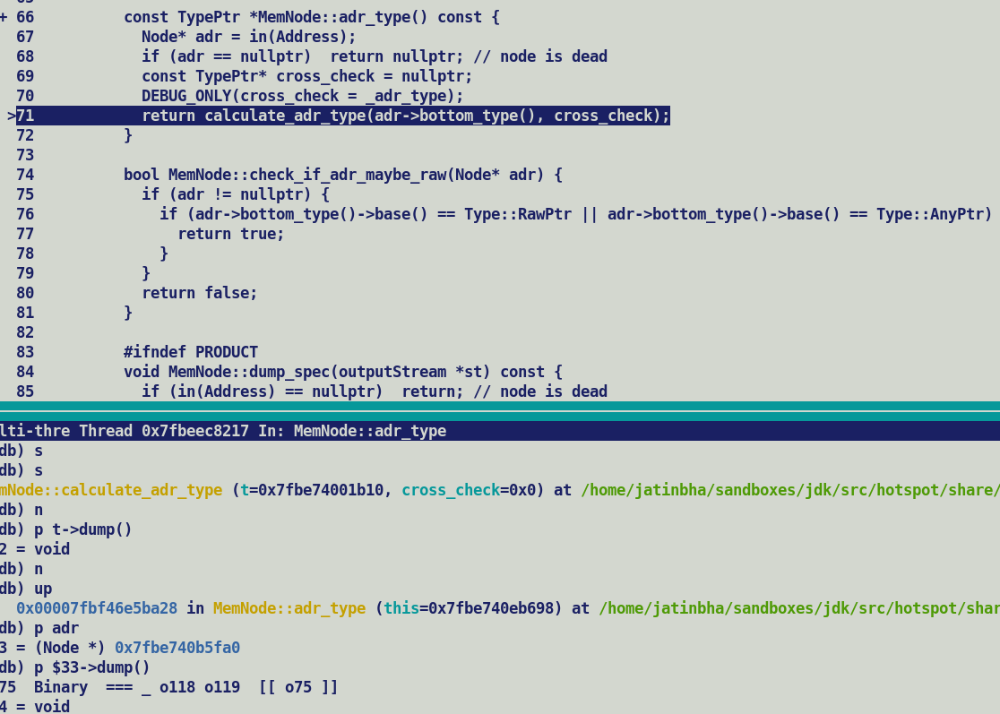 + 66          const TypePtr *MemNode::adr_type() const {
67            Node* adr = in(Address);
68            if (adr == nullptr)  return nullptr; // node is dead
69            const TypePtr* cross_check = nullptr;
70            DEBUG_ONLY(cross_check = _adr_type);
>71            return calculate_adr_type(adr->bottom_type(), cross_check);
72          }
73
74          bool MemNode::check_if_adr_maybe_raw(Node* adr) {
75            if (adr != nullptr) {
76              if (adr->bottom_type()->base() == Type::RawPtr || adr->bottom_type()->base() == Type::AnyPtr)
77                return true;
78              }
79            }
80            return false;
81          }
82
83          #ifndef PRODUCT
84          void MemNode::dump_spec(outputStream *st) const {
85            if (in(Address) == nullptr)  return; // node is dead
lti-thre Thread 0x7fbeec8217 In: MemNode::adr_type
db) s
db) s
mNode::calculate_adr_type (t=0x7fbe74001b10, cross_check=0x0) at /home/jatinbha/sandboxes/jdk/src/hotspot/share/
db) n
db) p t->dump()
2 = void
db) n
db) up
0x00007fbf46e5ba28 in MemNode::adr_type (this=0x7fbe740eb698) at /home/jatinbha/sandboxes/jdk/src/hotspot/shar
db) p adr
3 = (Node *) 0x7fbe740b5fa0
db) p $33->dump()
75  Binary  === _ o118 o119  [[ o75 ]]
4 = void